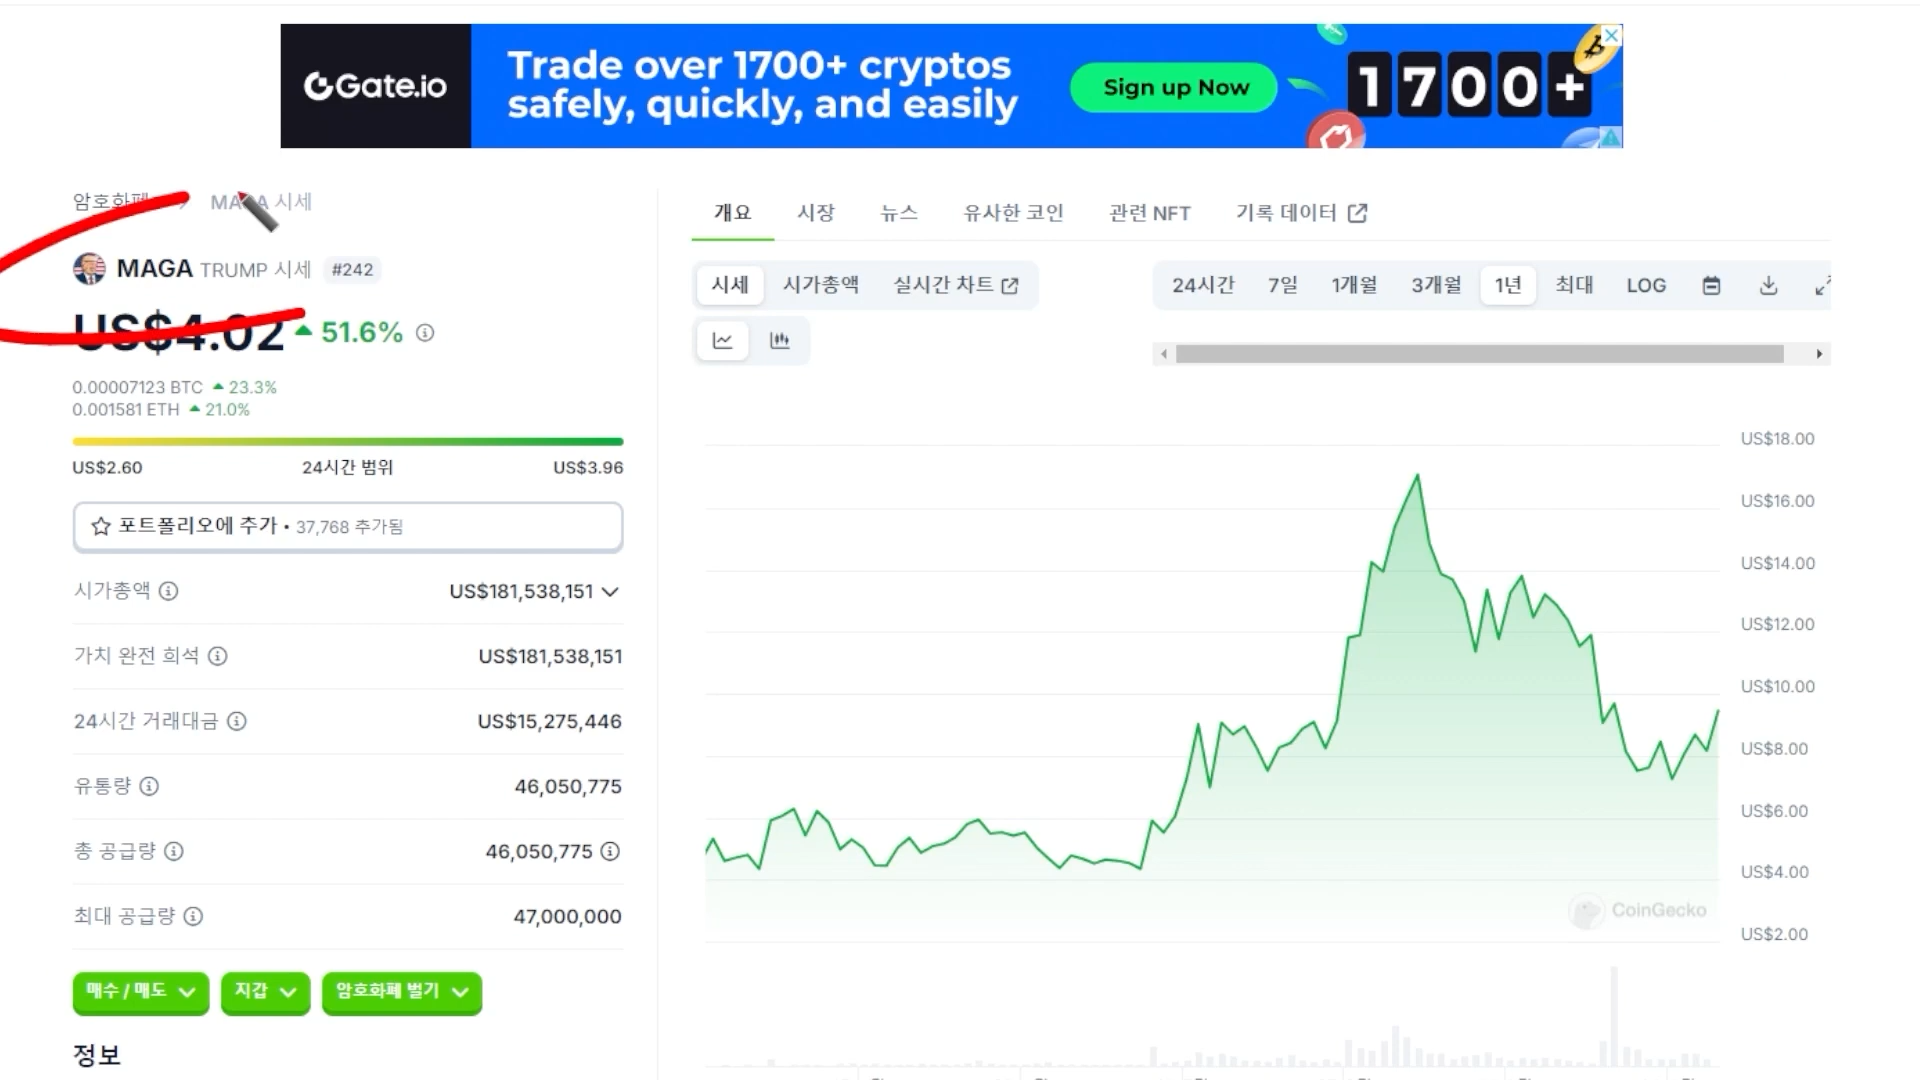 Gate.io
Trade over 1700+ cryptos
safely, quickly, and easily
Sign up Now
1700+
암호화폐 MAGA 시세
MAGA TRUMP 시세 #242
US$4.02 51.6%
0.00007123 BTC 23.3%
0.001581 ETH 21.0%
US$2.60 24시간 범위 US$3.96
포트폴리오에 추가 • 37,768 추가됨
시가총액 US$181,538,151
가치 완전 희석 US$181,538,151
24시간 거래대금 US$15,275,446
유통량 46,050,775
총 공급량 46,050,775
최대 공급량 47,000,000
매수 / 매도 지갑 암호화폐 벌기
정보
개요 시장 뉴스 유사한 코인 관련 NFT 기록 데이터
시세 시가총액 실시간 차트 24시간 7일 1개월 3개월 1년 최대 LOG
US$18.00
US$16.00
US$14.00
US$12.00
US$10.00
US$8.00
US$6.00
US$4.00
CoinGecko
US$2.00